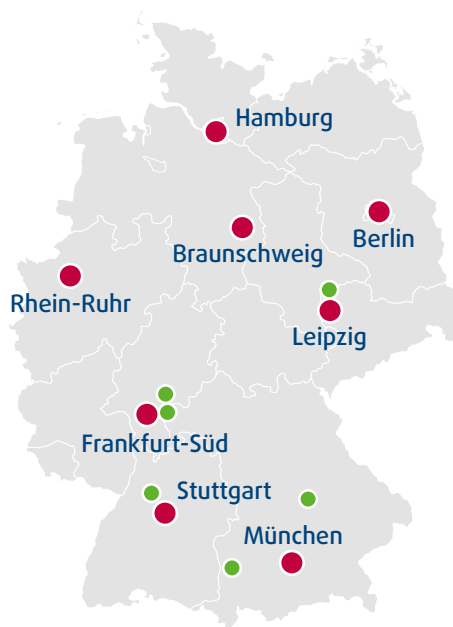 Hamburg
Berlin
Braunschweig
Rhein-Ruhr
Leipzig
Frankfurt-Süd
Stuttgart
München